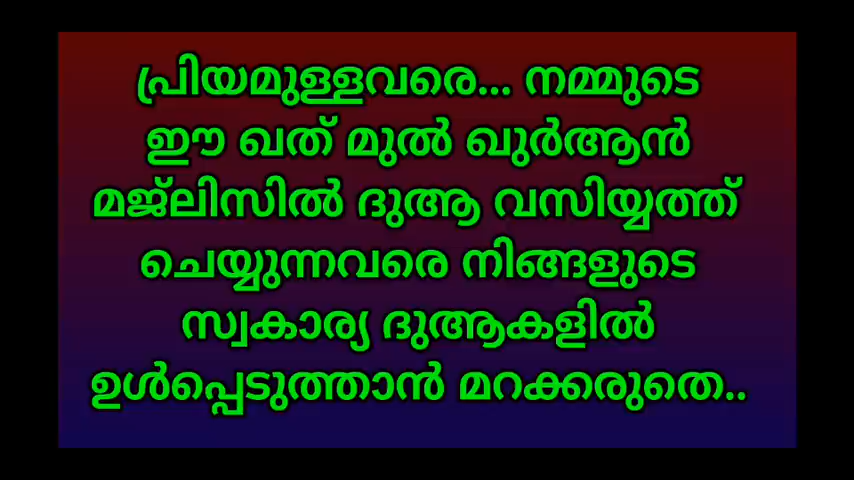 പ്രിയമുള്ളവരെ... നമ്മുടെ
ഈ ഖത് മുൽ ഖുർആൻ
മജ്ലിസിൽ ദുആ വസിയ്യത്ത്
ചെയ്യുന്നവരെ നിങ്ങളുടെ
സ്വകാര്യ ദുആകളിൽ
ഉൾപ്പെടുത്താൻ മറക്കരുതെ..